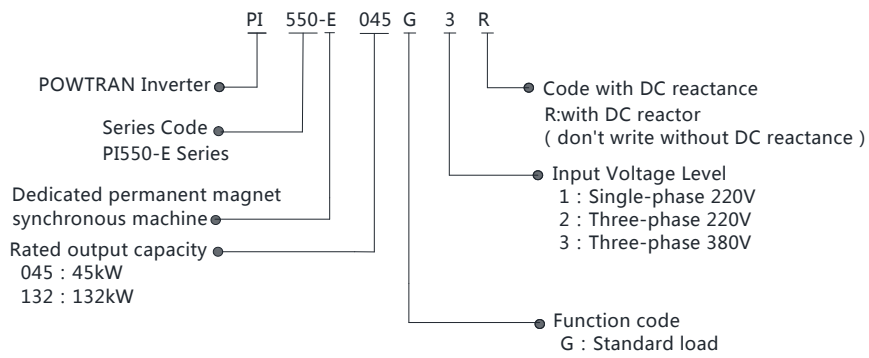 PI 550-E 045 G 3 R
POWTRAN Inverter
Series Code
PI550-E Series
Dedicated permanent magnet
synchronous machine
Rated output capacity
045 : 45kW
132 : 132kW
Code with DC reactance
R:with DC reactor
( don't write without DC reactance )
Input Voltage Level
1 : Single-phase 220V
2 : Three-phase 220V
3 : Three-phase 380V
Function code
G : Standard load